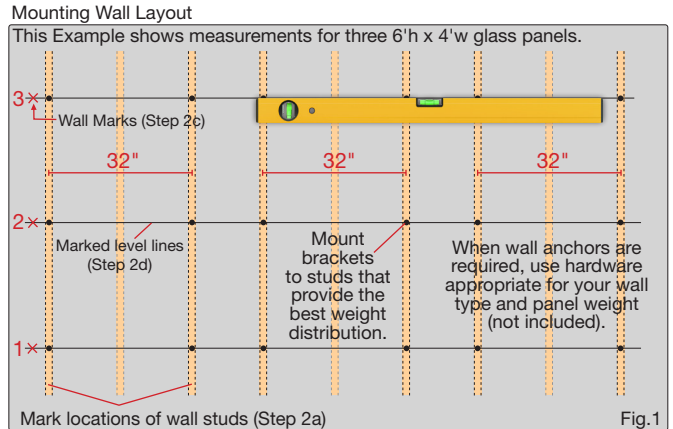 Mounting Wall Layout
This Example shows measurements for three 6'h x 4'w glass panels.
3×
Wall Marks (Step 2c)
32" 32" 32"
2×
Marked level lines
(Step 2d)
Mount
brackets
to studs that
provide the
best weight
distribution.
When wall anchors are
required, use hardware
appropriate for your wall
type and panel weight
(not included).
1×
Mark locations of wall studs (Step 2a)
Fig.1